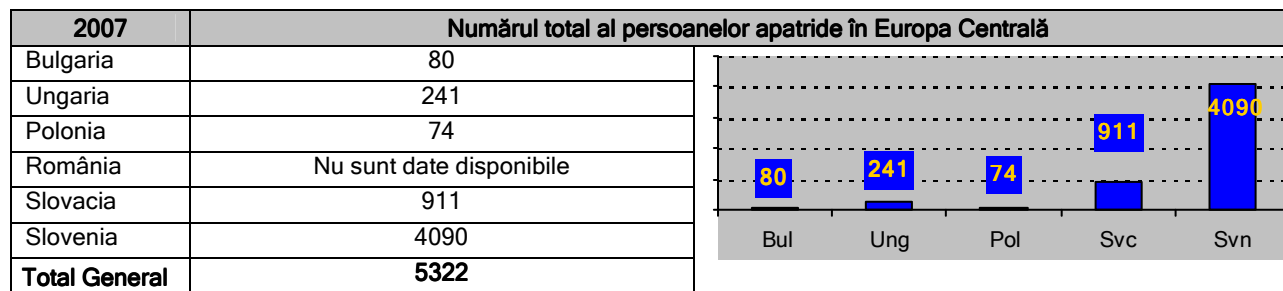 2007 Numărul total al persoanelor apatride în Europa Centrală
Bulgaria 80
Ungaria 241
Polonia 74
România Nu sunt date disponibile
Slovacia 911
Slovenia 4090
Total General 5322
80 241 74 911 4090
Bul Ung Pol Svc Svn